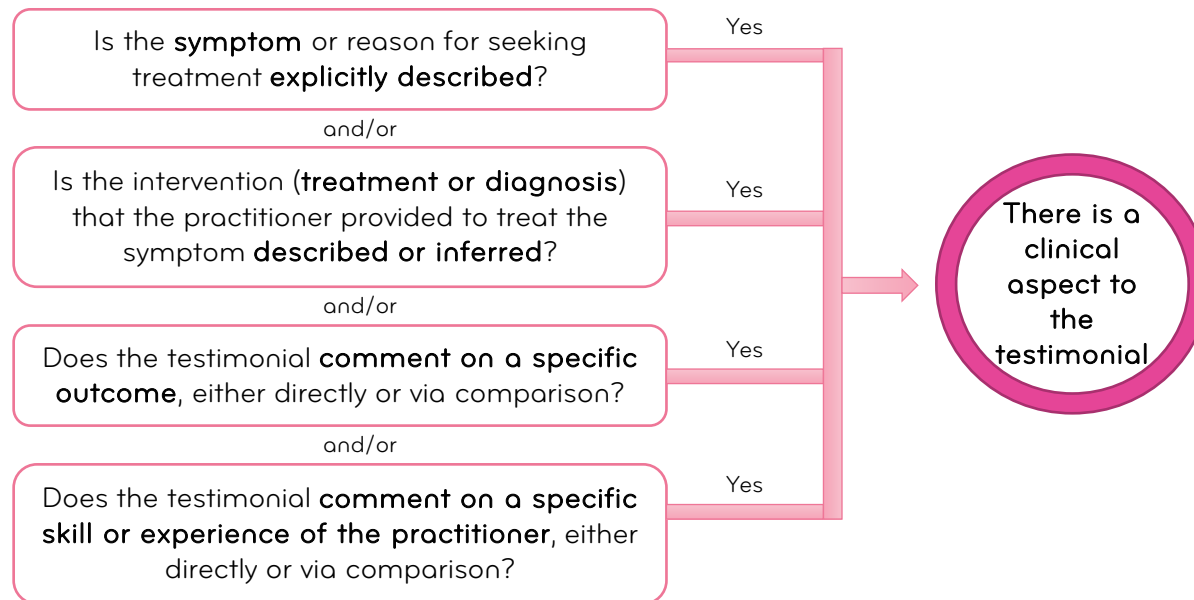 Is the symptom or reason for seeking
treatment explicitly described?
Yes
and/or
Is the intervention (treatment or diagnosis)
that the practitioner provided to treat the
symptom described or inferred?
Yes
and/or
Does the testimonial comment on a specific
outcome, either directly or via comparison?
Yes
and/or
Does the testimonial comment on a specific
skill or experience of the practitioner, either
directly or via comparison?
Yes
There is a
clinical
aspect to
the
testimonial